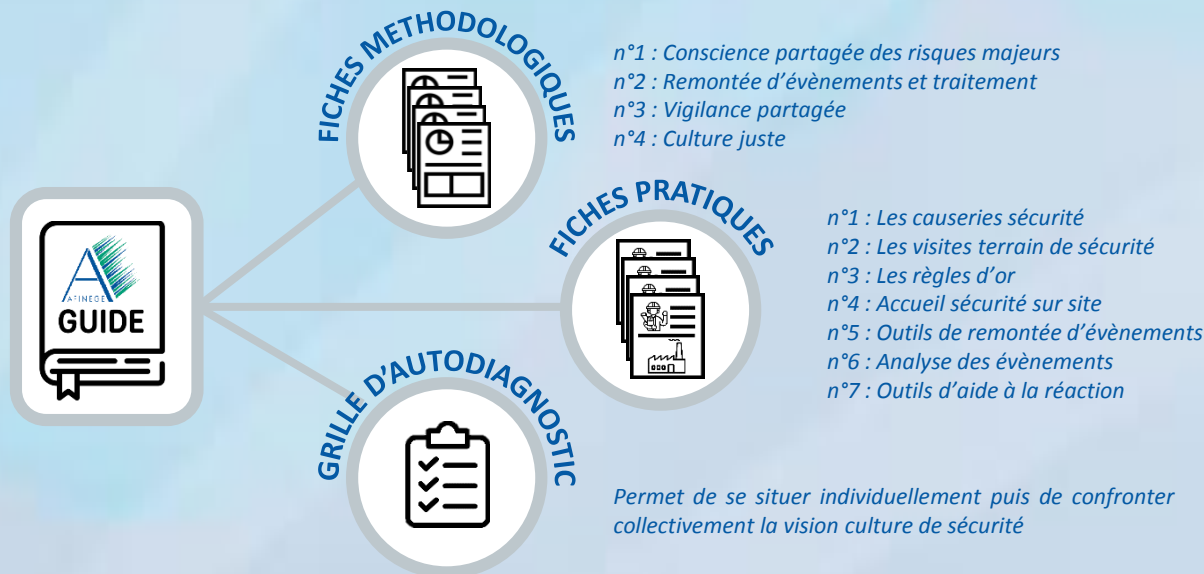 FICHES METHODOLOGIQUES
n°1 : Conscience partagée des risques majeurs
n°2 : Remontée d'évènements et traitement
n°3 : Vigilance partagée
n°4 : Culture juste
AFINEGE
GUIDE
FICHES PRATIQUES
n°1 : Les causeries sécurité
n°2 : Les visites terrain de sécurité
n°3 : Les règles d'or
n°4 : Accueil sécurité sur site
n°5 : Outils de remontée d'évènements
n°6 : Analyse des évènements
n°7 : Outils d'aide à la réaction
GRILLE D'AUTODIAGNOSTIC
Permet de se situer individuellement puis de confronter
collectivement la vision culture de sécurité